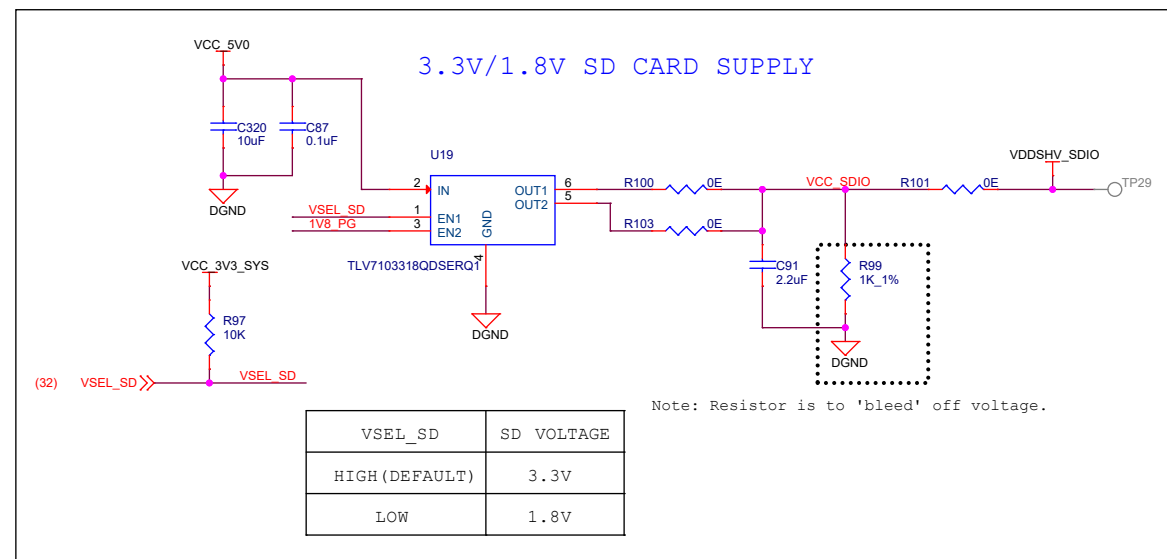 VCC_5V0
3.3V/1.8V SD CARD SUPPLY
C320
10uF
C87
0.1uF
DGND
U19
2
IN
VSEL_SD
1
EN1
1V8_PG
3
EN2
GND
4
OUT1
6
OUT2
5
TLV7103318QDSERQ1
DGND
R100
0E
R103
0E
VCC_SDIO
R101
0E
VDDSHV_SDIO
TP29
C91
2.2uF
R99
1K_1%
DGND
Note: Resistor is to 'bleed' off voltage.
VCC_3V3_SYS
R97
10K
(32) VSEL_SD
VSEL_SD
VSEL_SD SD VOLTAGE
HIGH(DEFAULT) 3.3V
LOW 1.8V